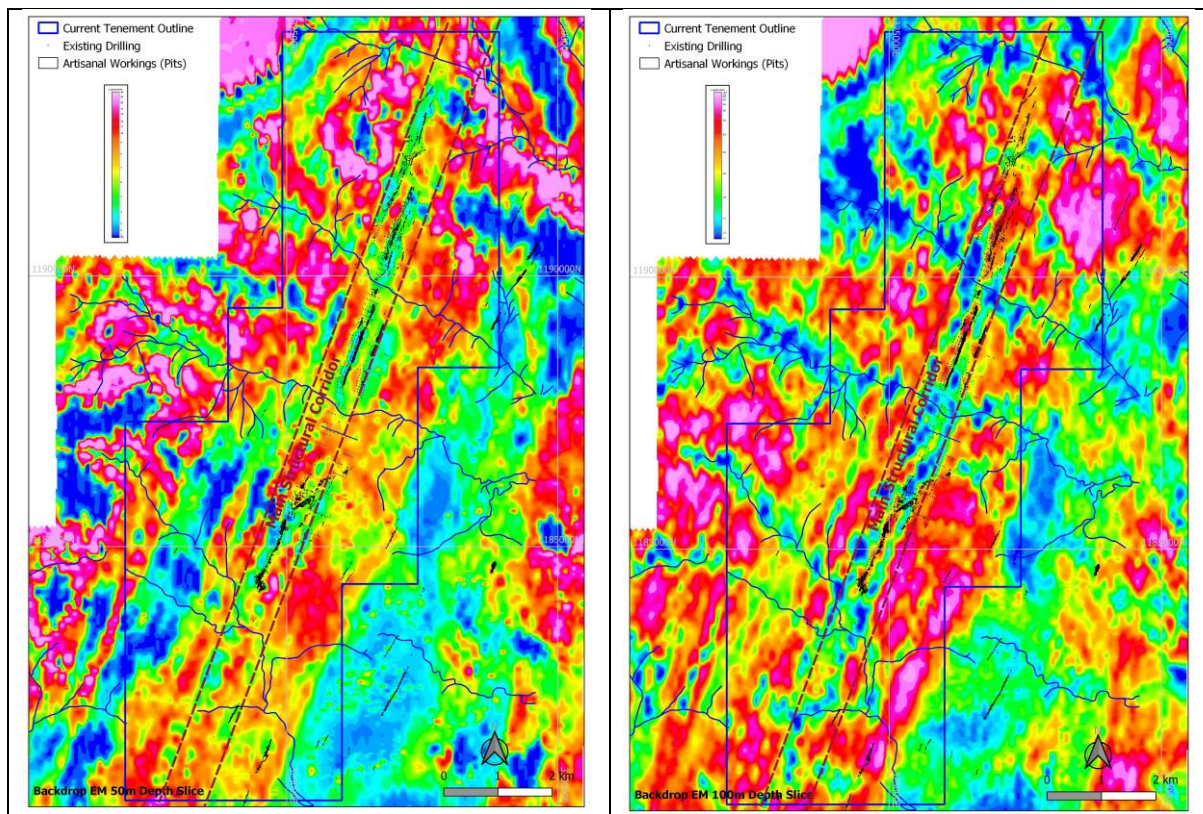 Current Tenement Outline
Existing Drilling
Artisanal Workings (Pits)
1190000N
1190000N
Main Structural Corridor
1185000N
0 1 2 km
Backdrop EM 50m Depth Slice
Current Tenement Outline
Existing Drilling
Artisanal Workings (Pits)
1190000N
1190000N
Main Structural Corridor
1185000N
1185000N
0 1 2 km
Backdrop EM 100m Depth Slice